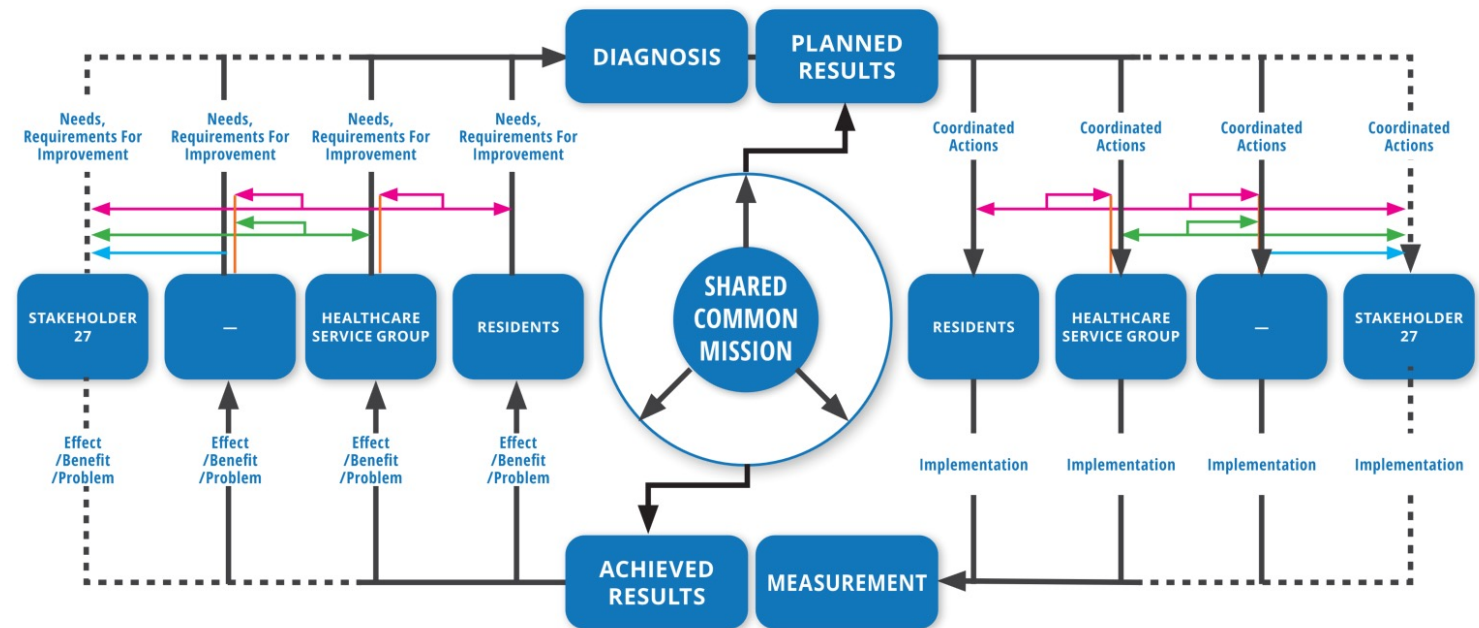 DIAGNOSIS
PLANNED
RESULTS
Needs,
Requirements For
Improvement
Needs,
Requirements For
Improvement
Needs,
Requirements For
Improvement
Needs,
Requirements For
Improvement
Coordinated
Actions
Coordinated
Actions
Coordinated
Actions
Coordinated
Actions
STAKEHOLDER
27
—
HEALTHCARE
SERVICE GROUP
RESIDENTS
SHARED
COMMON
MISSION
RESIDENTS
HEALTHCARE
SERVICE GROUP
—
STAKEHOLDER
27
Effect
/Benefit
/Problem
Effect
/Benefit
/Problem
Effect
/Benefit
/Problem
Effect
/Benefit
/Problem
Implementation
Implementation
Implementation
Implementation
ACHIEVED
RESULTS
MEASUREMENT